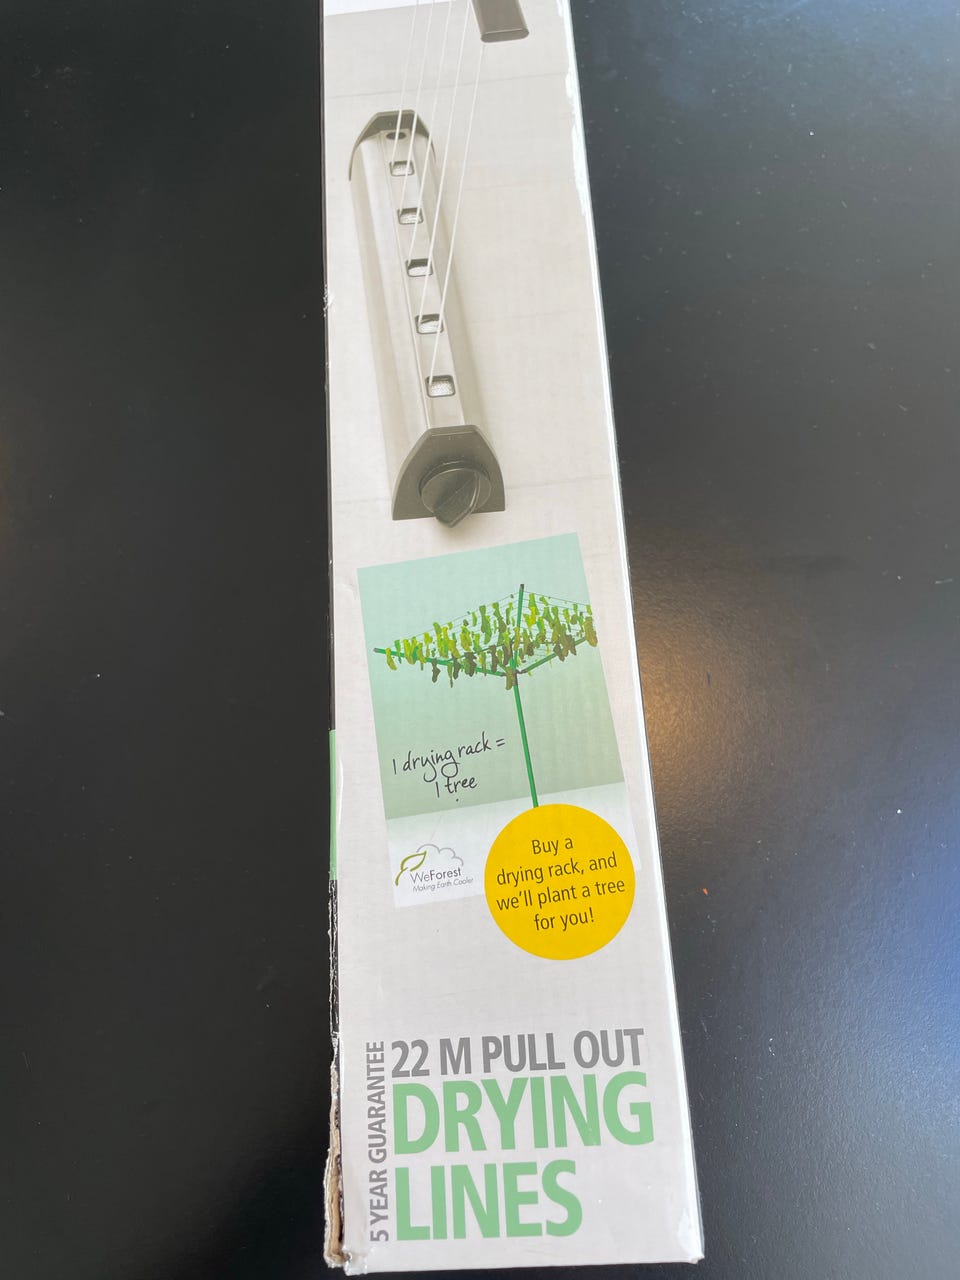 1 drying rack =
1 tree
WeForest
Making Earth Cooler
Buy a
drying rack, and
we'll plant a tree
for you!
5 YEAR GUARANTEE
22 M PULL OUT
DRYING
LINES